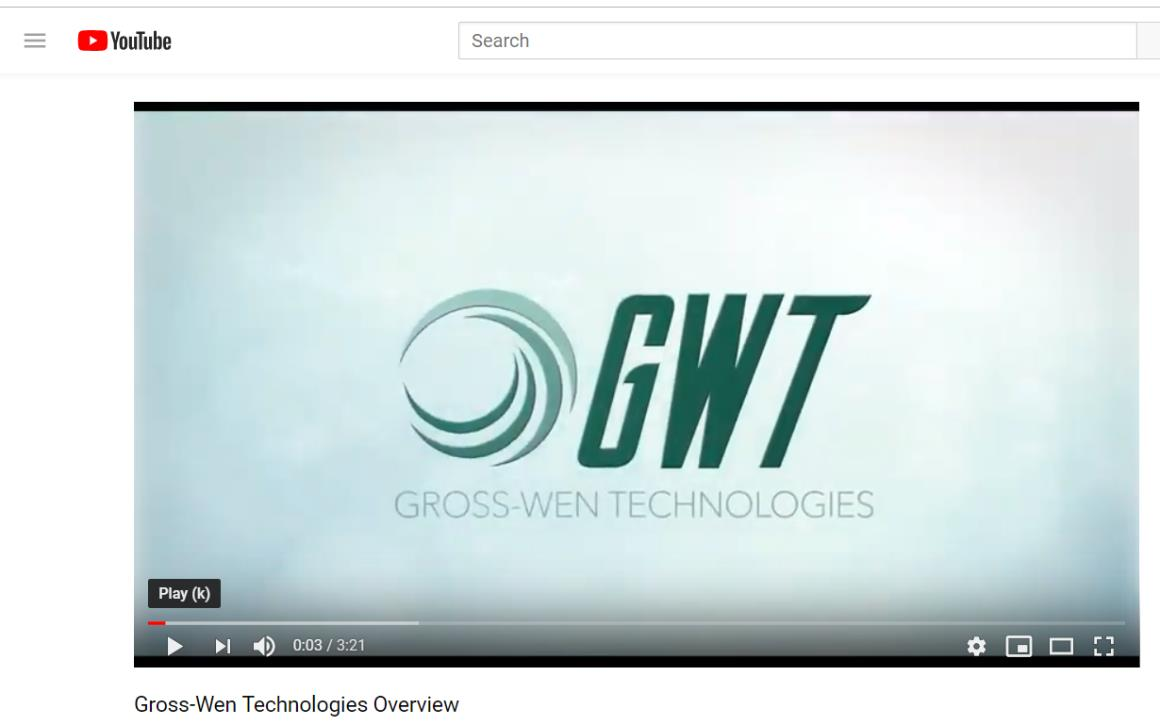 YouTube
Search
GWT
GROSS-WEN TECHNOLOGIES
Play (k)
0:03 / 3:21
Gross-Wen Technologies Overview